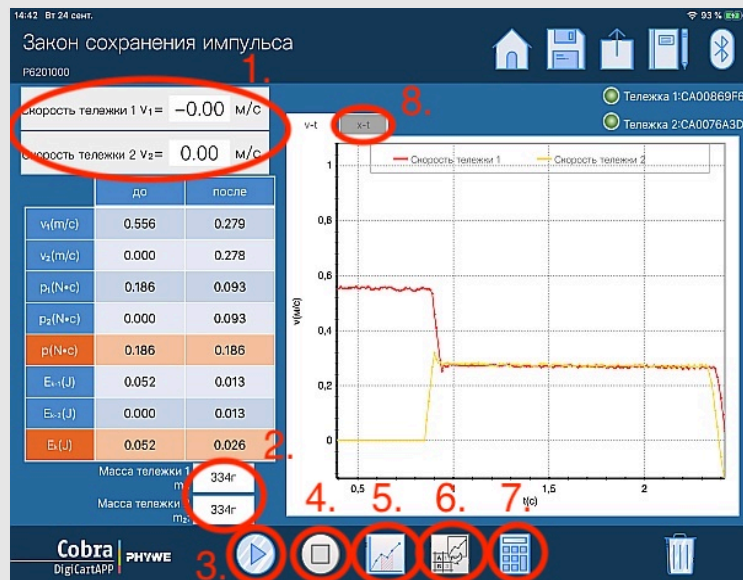 14:42 Вт 24 сент.
93 %
Закон сохранения импульса
P6201000
1.
Скорость тележки 1 V₁= −0.00 м/с
Скорость тележки 2 V₂= 0.00 м/с
Тележка 1:CA00869F6
Тележка 2:CA0076A3D
8.
v-t x-t
до после
v₁(m/c) 0.556 0.279
v₂(m/c) 0.000 0.278
p₁(N•c) 0.186 0.093
p₂(N•c) 0.000 0.093
p(N•c) 0.186 0.186
Eₖ₋₁(J) 0.052 0.013
Eₖ₋₂(J) 0.000 0.013
Eₖ(J) 0.052 0.026
Скорость тележки 1 Скорость тележки 2
1
0,8
0,6
0,4
0,2
0
v(м/с)
0,5 1,5 2
t(c)
2.
Масса тележки 1
334г
Масса тележки
m₂:
334г
3. 4. 5. 6. 7.
Cobra
DigiCartAPP
PHYWE